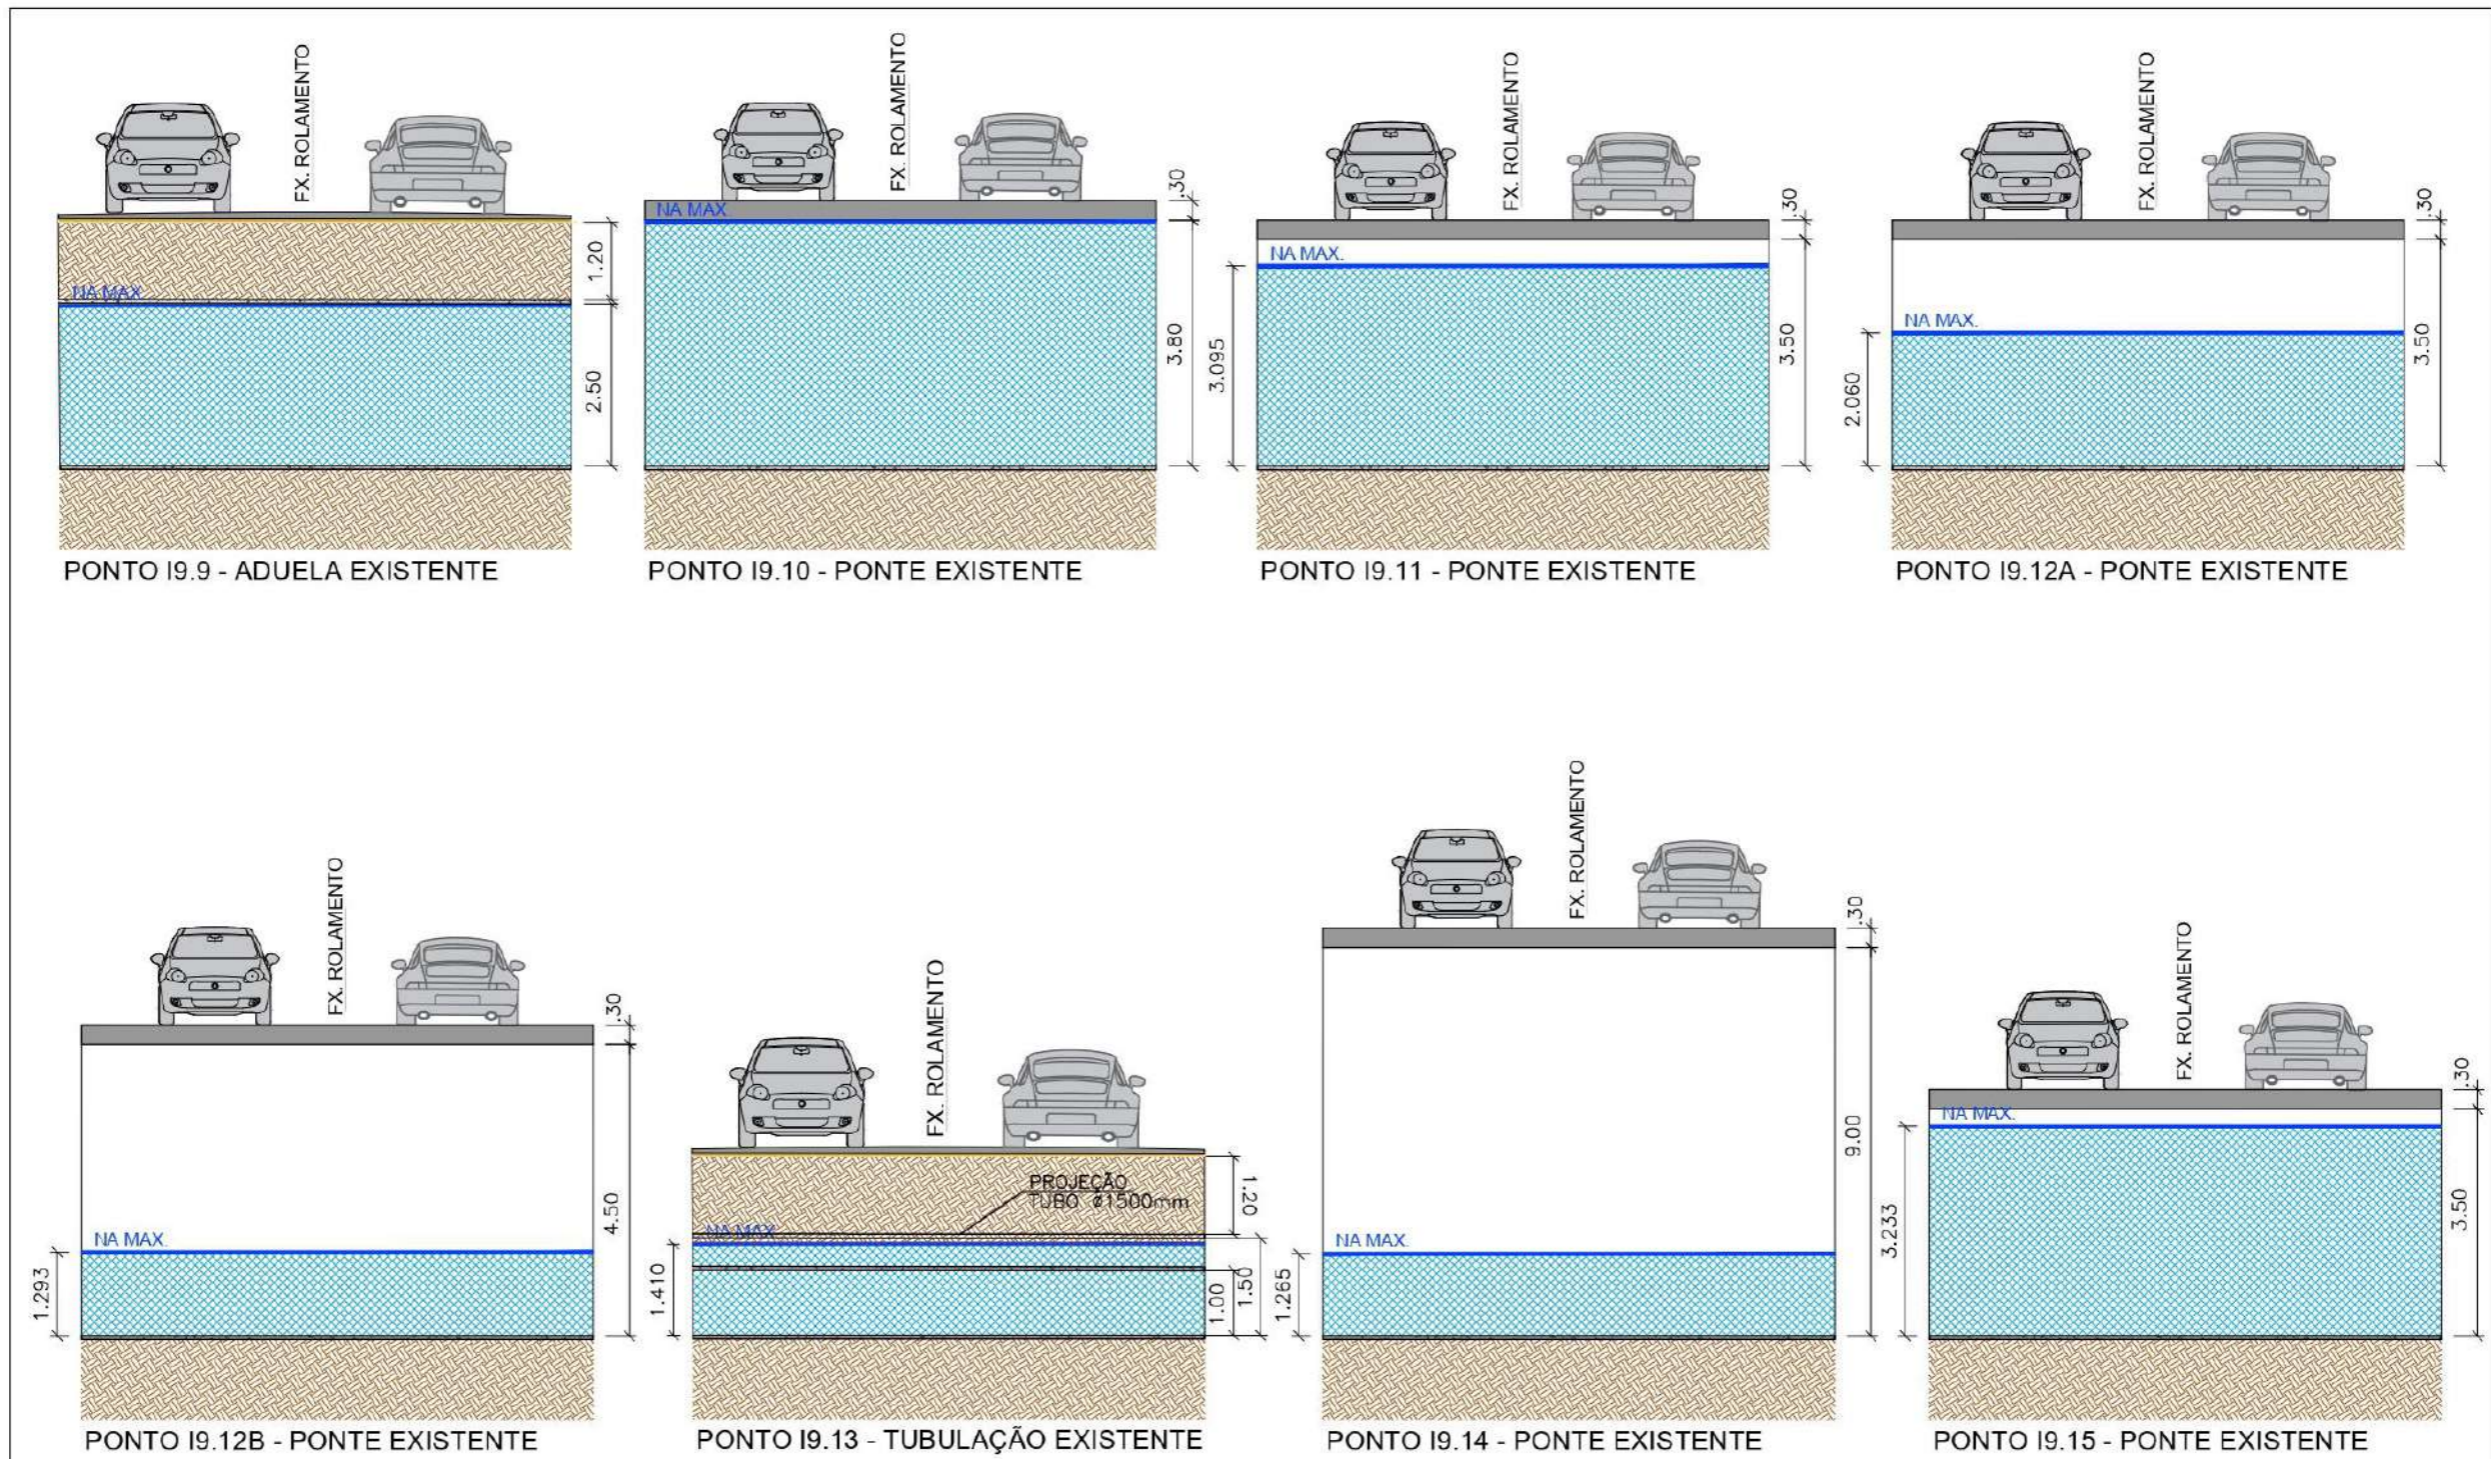 FX. ROLAMENTO
NA MAX.
1.20
2.50
PONTO I9.9 - ADUELA EXISTENTE
FX. ROLAMENTO
NA MAX.
.30
3.80
PONTO I9.10 - PONTE EXISTENTE
FX. ROLAMENTO
NA MAX.
3.095
.30
3.50
PONTO I9.11 - PONTE EXISTENTE
FX. ROLAMENTO
NA MAX.
2.060
.30
3.50
PONTO I9.12A - PONTE EXISTENTE
FX. ROLAMENTO
NA MAX.
1.293
.30
4.50
PONTO I9.12B - PONTE EXISTENTE
FX. ROLAMENTO
PROJEÇÃO
TUBO Ø1500mm
NA MAX.
1.410
1.20
1.00
1.50
PONTO I9.13 - TUBULAÇÃO EXISTENTE
FX. ROLAMENTO
NA MAX.
1.265
.30
9.00
PONTO I9.14 - PONTE EXISTENTE
FX. ROLAMENTO
NA MAX.
3.233
.30
3.50
PONTO I9.15 - PONTE EXISTENTE